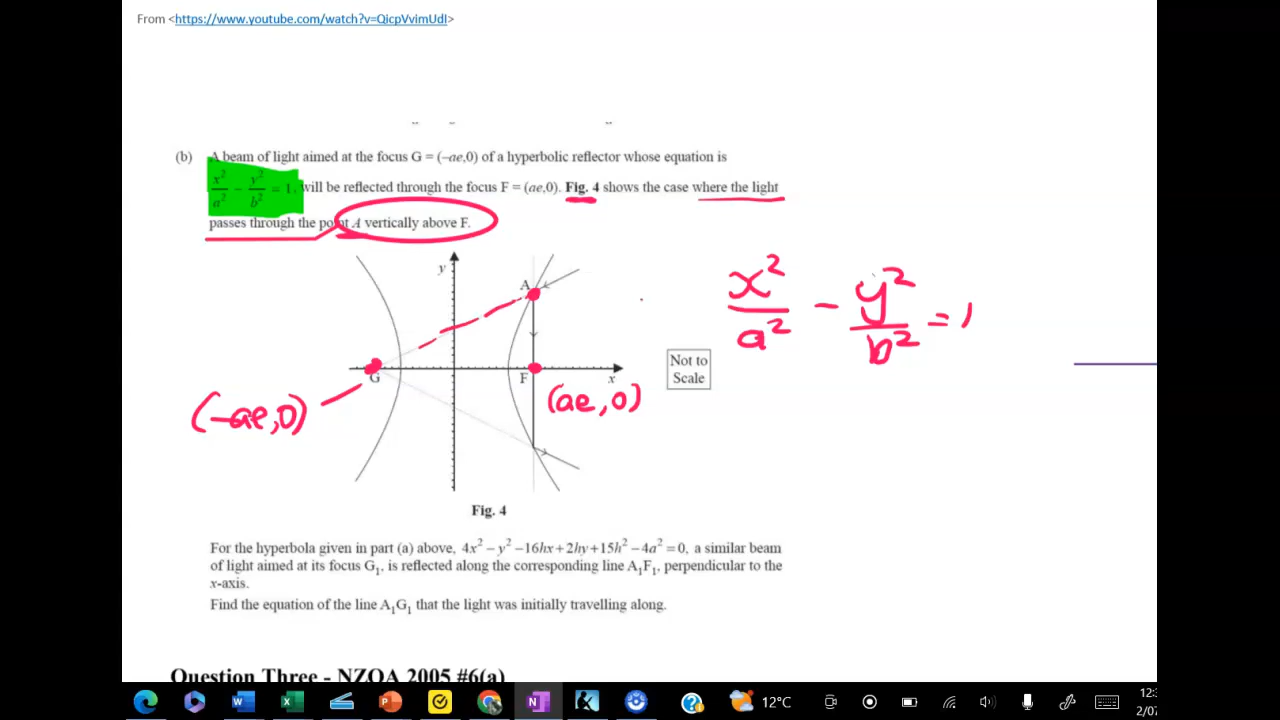 From <https://www.youtube.com/watch?v=QicpVvimUdI>
(b) A beam of light aimed at the focus G = (–ae,0) of a hyperbolic reflector whose equation is
x²/a² – y²/b² = 1, will be reflected through the focus F = (ae,0). Fig. 4 shows the case where the light
passes through the point A vertically above F.
x²/a² – y²/b² = 1
y
A
Not to
Scale
G
F
x
(-ae,0)
(ae,0)
Fig. 4
For the hyperbola given in part (a) above, 4x² – y² –16hx+2hy+15h² –4a² =0, a similar beam
of light aimed at its focus G₁, is reflected along the corresponding line A₁F₁, perpendicular to the
x-axis.
Find the equation of the line A₁G₁ that the light was initially travelling along.
Question Three - NZQA 2005 #6(a)
12°C